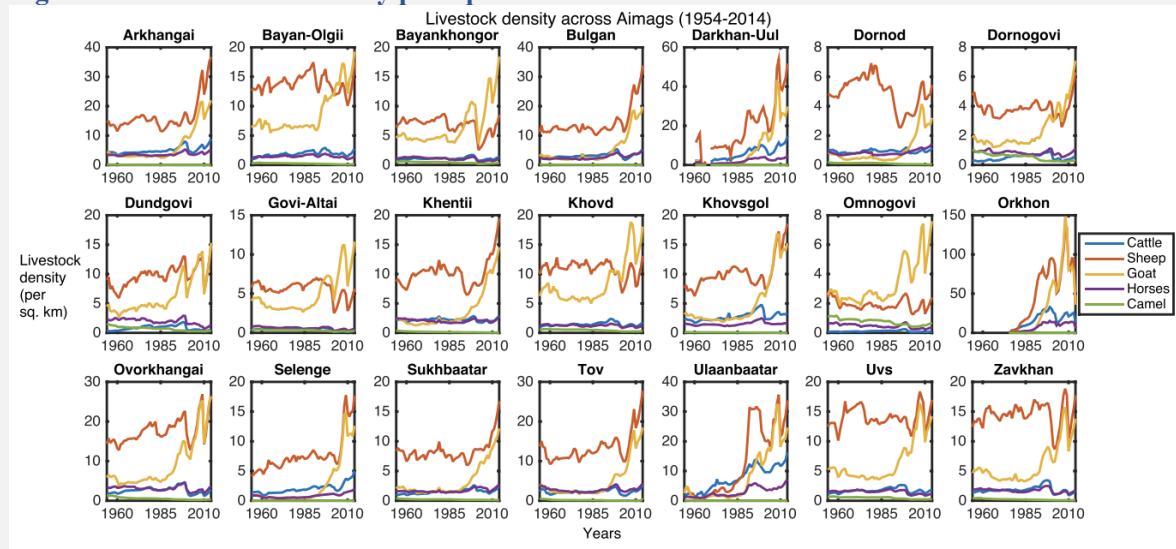 Livestock density across Aimags (1954-2014)
Arkhangai Bayan-Olgii Bayankhongor Bulgan Darkhan-Uul Dornod Dornogovi
40 30 20 10 0 1960 1985 2010
20 15 10 5 0 1960 1985 2010
20 15 10 5 0 1960 1985 2010
40 30 20 10 0 1960 1985 2010
60 40 20 0 1960 1985 2010
8 6 4 2 0 1960 1985 2010
8 6 4 2 0 1960 1985 2010
Dundgovi Govi-Altai Khentii Khovd Khovsgol Omnogovi Orkhon
20 15 10 5 0 1960 1985 2010
15 10 5 0 1960 1985 2010
20 15 10 5 0 1960 1985 2010
20 15 10 5 0 1960 1985 2010
20 15 10 5 0 1960 1985 2010
8 6 4 2 0 1960 1985 2010
150 100 50 0 1960 1985 2010
Livestock
density
(per
sq. km)
Cattle
Sheep
Goat
Horses
Camel
Ovorkhangai Selenge Sukhbaatar Tov Ulaanbaatar Uvs Zavkhan
30 20 10 0 1960 1985 2010
20 15 10 5 0 1960 1985 2010
20 15 10 5 0 1960 1985 2010
30 20 10 0 1960 1985 2010
40 30 20 10 0 1960 1985 2010
20 15 10 5 0 1960 1985 2010
20 15 10 5 0 1960 1985 2010
Years